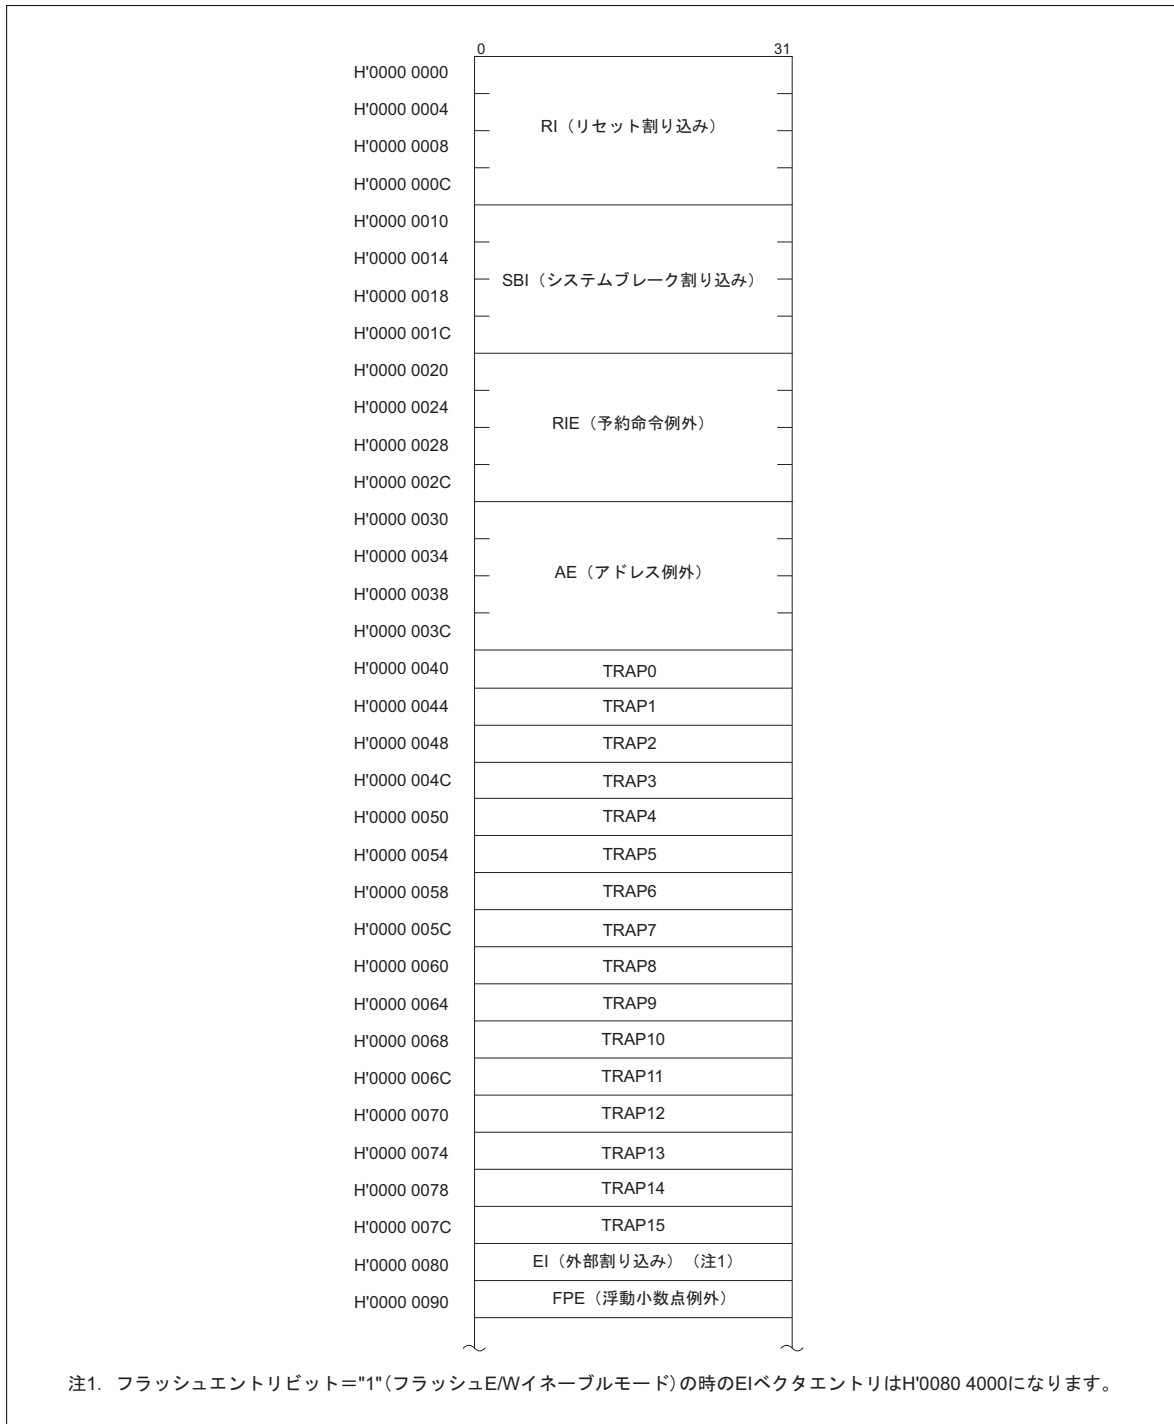 0 31
H'0000 0000
H'0000 0004
RI（リセット割り込み）
H'0000 0008
H'0000 000C
H'0000 0010
H'0000 0014
SBI（システムブレーク割り込み）
H'0000 0018
H'0000 001C
H'0000 0020
H'0000 0024
RIE（予約命令例外）
H'0000 0028
H'0000 002C
H'0000 0030
H'0000 0034
AE（アドレス例外）
H'0000 0038
H'0000 003C
H'0000 0040 TRAP0
H'0000 0044 TRAP1
H'0000 0048 TRAP2
H'0000 004C TRAP3
H'0000 0050 TRAP4
H'0000 0054 TRAP5
H'0000 0058 TRAP6
H'0000 005C TRAP7
H'0000 0060 TRAP8
H'0000 0064 TRAP9
H'0000 0068 TRAP10
H'0000 006C TRAP11
H'0000 0070 TRAP12
H'0000 0074 TRAP13
H'0000 0078 TRAP14
H'0000 007C TRAP15
H'0000 0080 EI（外部割り込み）（注1）
H'0000 0090 FPE（浮動小数点例外）
注1. フラッシュエントリビット＝"1"（フラッシュE/Wイネーブルモード）の時のEIベクタエントリはH'0080 4000になります。